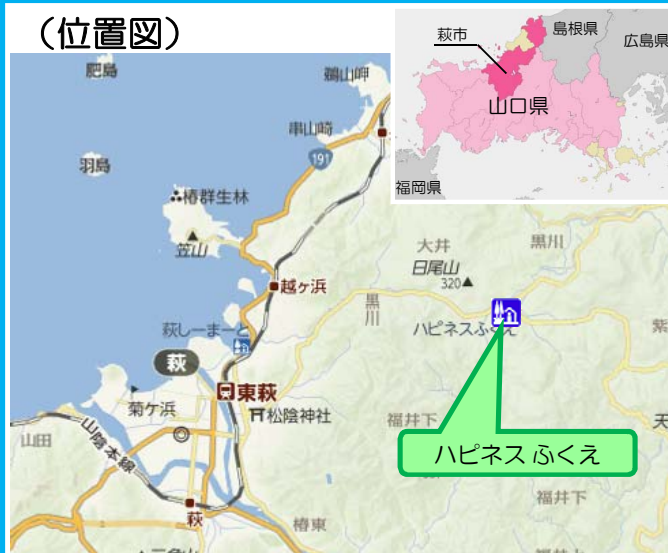 (位置図)
萩市
島根県
広島県
山口県
福岡県
肥島
鵜山岬
串山崎
191
羽島
椿群生林
笠山
大井
黒川
日尾山
320
越ヶ浜
黒川
萩しーまーと
ハピネスふくえ
紫
萩
東萩
菊ケ浜
松陰神社
福井下
山田
山陰本線
ハピネス ふくえ
萩
福井下
椿東